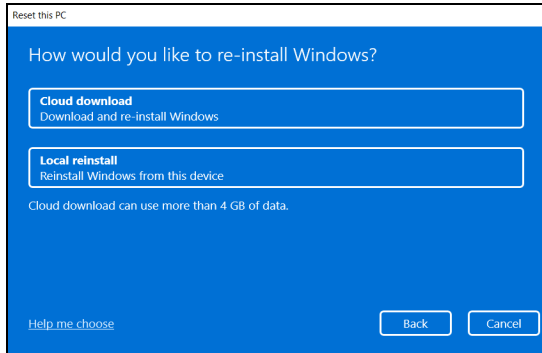 Reset this PC
How would you like to re-install Windows?
Cloud download
Download and re-install Windows
Local reinstall
Reinstall Windows from this device
Cloud download can use more than 4 GB of data.
Help me choose
Back
Cancel